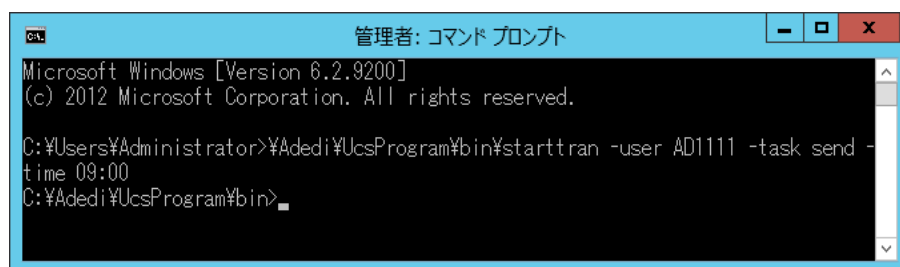 管理者: コマンド プロンプト
Microsoft Windows [Version 6.2.9200]
(c) 2012 Microsoft Corporation. All rights reserved.
C:¥Users¥Administrator>¥Adedi¥UcsProgram¥bin¥starttran -user AD1111 -task send -
time 09:00
C:¥Adedi¥UcsProgram¥bin>